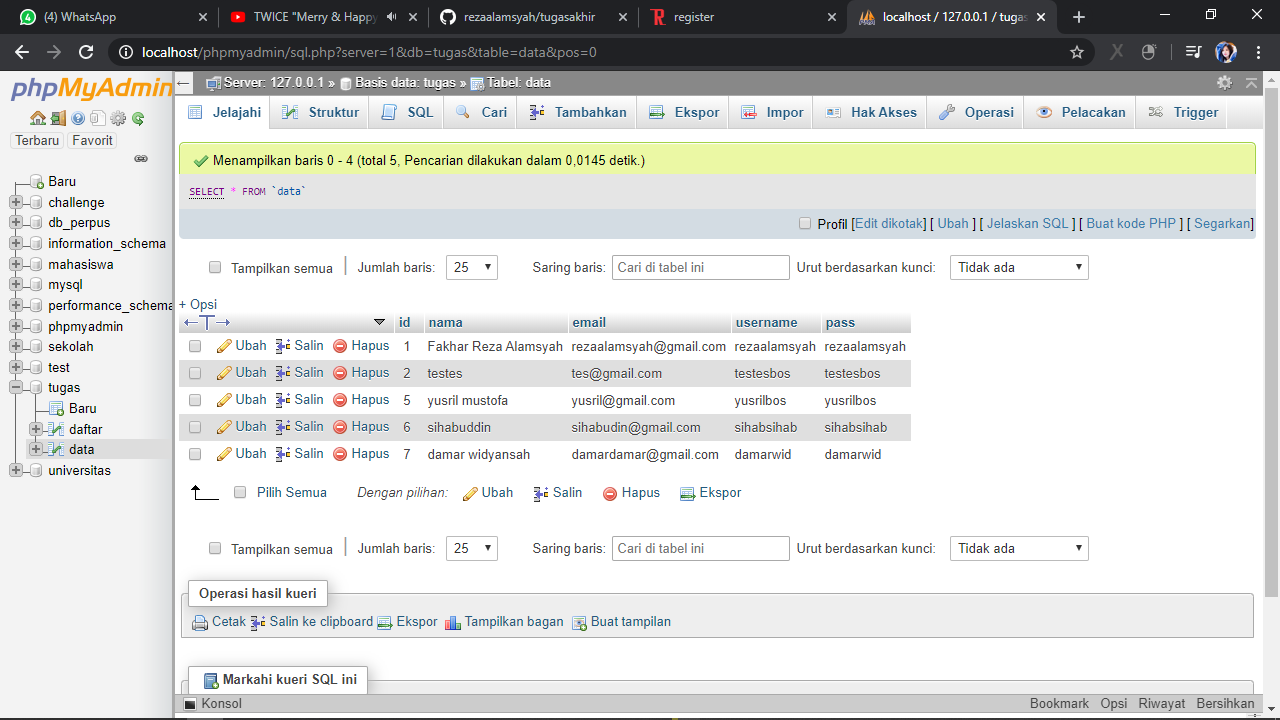 (4) WhatsApp
TWICE "Merry & Happy
rezaalamsyah/tugasakhir
register
localhost / 127.0.0.1 / tugas
localhost/phpmyadmin/sql.php?server=1&db=tugas&table=data&pos=0
phpMyAdmin
Terbaru Favorit
Baru
challenge
db_perpus
information_schema
mahasiswa
mysql
performance_schema
phpmyadmin
sekolah
test
tugas
Baru
daftar
data
universitas
Server: 127.0.0.1 » Basis data: tugas » Tabel: data
Jelajahi Struktur SQL Cari Tambahkan Ekspor Impor Hak Akses Operasi Pelacakan Trigger
Menampilkan baris 0 - 4 (total 5, Pencarian dilakukan dalam 0,0145 detik.)
SELECT * FROM `data`
Profil [Edit dikotak] [ Ubah ] [ Jelaskan SQL ] [ Buat kode PHP ] [ Segarkan]
Tampilkan semua | Jumlah baris: 25 Saring baris: Cari di tabel ini Urut berdasarkan kunci: Tidak ada
+ Opsi
←T→ id nama email username pass
Ubah Salin Hapus 1 Fakhar Reza Alamsyah rezaalamsyah@gmail.com rezaalamsyah rezaalamsyah
Ubah Salin Hapus 2 testes tes@gmail.com testesbos testesbos
Ubah Salin Hapus 5 yusril mustofa yusril@gmail.com yusrilbos yusrilbos
Ubah Salin Hapus 6 sihabuddin sihabudin@gmail.com sihabsihab sihabsihab
Ubah Salin Hapus 7 damar widyansah damardamar@gmail.com damarwid damarwid
Pilih Semua Dengan pilihan: Ubah Salin Hapus Ekspor
Tampilkan semua | Jumlah baris: 25 Saring baris: Cari di tabel ini Urut berdasarkan kunci: Tidak ada
Operasi hasil kueri
Cetak Salin ke clipboard Ekspor Tampilkan bagan Buat tampilan
Markahi kueri SQL ini
Konsol Bookmark Opsi Riwayat Bersihkan